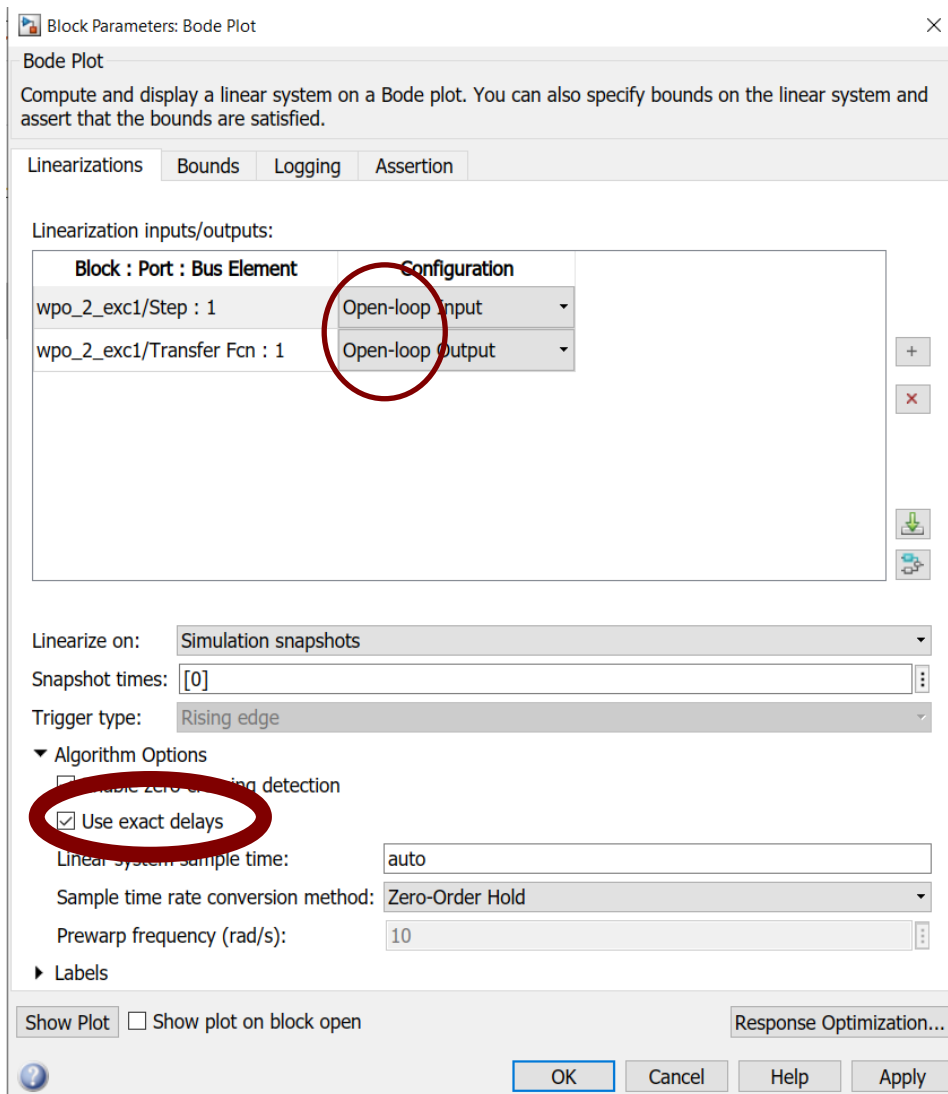 Block Parameters: Bode Plot
Bode Plot
Compute and display a linear system on a Bode plot. You can also specify bounds on the linear system and
assert that the bounds are satisfied.
Linearizations Bounds Logging Assertion
Linearization inputs/outputs:
Block : Port : Bus Element Configuration
wpo_2_exc1/Step : 1 Open-loop Input
wpo_2_exc1/Transfer Fcn : 1 Open-loop Output
Linearize on: Simulation snapshots
Snapshot times: [0]
Trigger type: Rising edge
Algorithm Options
Enable zero-crossing detection
Use exact delays
Linear system sample time: auto
Sample time rate conversion method: Zero-Order Hold
Prewarp frequency (rad/s): 10
Labels
Show Plot Show plot on block open Response Optimization...
OK Cancel Help Apply